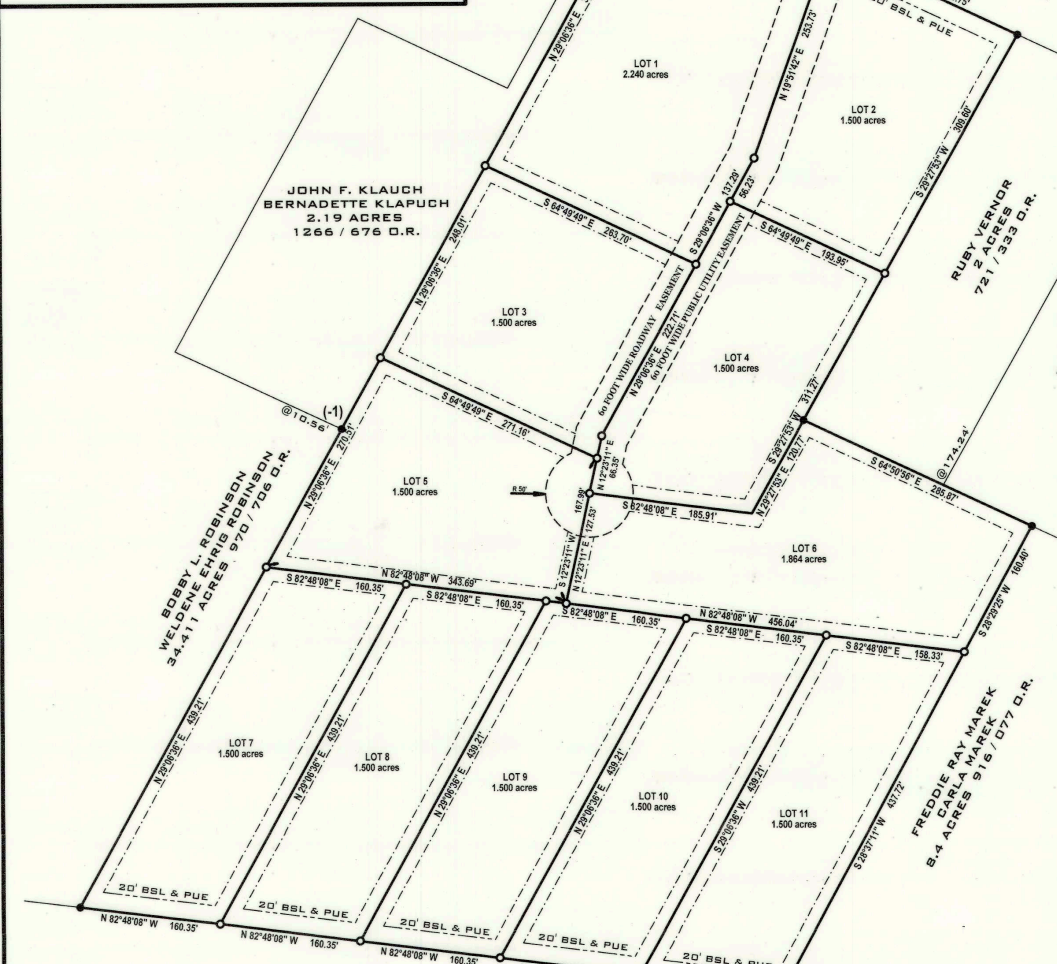 20' BSL & PUE
N 29°06'36" E
N 19°51'42" E 253.73'
LOT 1
2.240 acres
LOT 2
1.500 acres
S 29°27'53" W 309.60'
JOHN F. KLAUCH
BERNADETTE KLAPUCH
2.19 ACRES
1266 / 676 O.R.
RUBY VERNOR
2 ACRES
721 / 333 O.R.
S 64°49'49" E 263.70'
S 29°06'36" W 137.29'
56.23'
S 64°49'49" E 193.95'
N 29°06'36" E 248.01'
60 FOOT WIDE ROADWAY EASEMENT
N 29°06'36" E 222.71'
60 FOOT WIDE PUBLIC UTILITY EASEMENT
LOT 3
1.500 acres
LOT 4
1.500 acres
S 29°27'53" W 311.27'
@10.56'
(-1)
S 64°49'49" E 271.16'
N 29°06'36" E 270.51'
N 12°23'11" E
66.35'
N 29°27'53" E 120.77'
S 64°50'56" E 285.87'
@174.24'
BOBBY L. ROBINSON
WELDENE EHRIG ROBINSON
34.411 ACRES 970 / 706 O.R.
LOT 5
1.500 acres
R 50'
S 82°48'08" E 185.91'
S 12°23'11" W 167.99'
N 12°23'11" E 127.53'
LOT 6
1.864 acres
S 28°29'25" W 160.40'
N 82°48'08" W 343.69'
S 82°48'08" E 160.35'
S 82°48'08" E 160.35'
S 82°48'08" E 160.35'
N 82°48'08" W 456.04'
S 82°48'08" E 160.35'
S 82°48'08" E 158.33'
N 29°06'36" E 439.21'
N 29°06'36" E 439.21'
N 29°06'36" E 439.21'
N 29°06'36" E 439.21'
S 29°06'36" W 439.21'
S 28°37'11" W 437.72'
LOT 7
1.500 acres
LOT 8
1.500 acres
LOT 9
1.500 acres
LOT 10
1.500 acres
LOT 11
1.500 acres
FREDDIE RAY MAREK
CARLA MAREK
8.4 ACRES 916 / 077 O.R.
20' BSL & PUE
20' BSL & PUE
20' BSL & PUE
20' BSL & PUE
20' BSL & PUE
N 82°48'08" W 160.35'
N 82°48'08" W 160.35'
N 82°48'08" W 160.35'